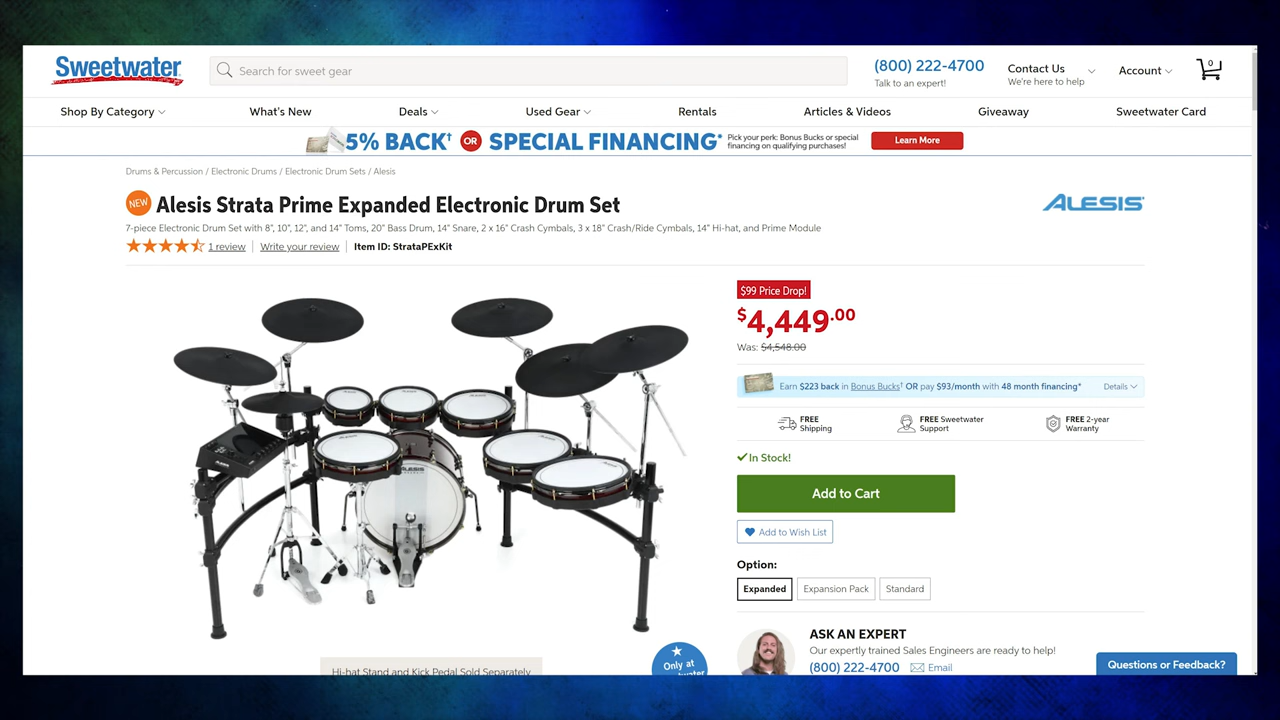 Sweetwater
Search for sweet gear
(800) 222-4700
Talk to an expert!
Contact Us
We're here to help
Account
0
Shop By Category
What's New
Deals
Used Gear
Rentals
Articles & Videos
Giveaway
Sweetwater Card
5% BACK† OR SPECIAL FINANCING*
Pick your perk: Bonus Bucks or special
financing on qualifying purchases!
Learn More
Drums & Percussion / Electronic Drums / Electronic Drum Sets / Alesis
NEW Alesis Strata Prime Expanded Electronic Drum Set
ALESIS
7-piece Electronic Drum Set with 8", 10", 12", and 14" Toms, 20" Bass Drum, 14" Snare, 2 x 16" Crash Cymbals, 3 x 18" Crash/Ride Cymbals, 14" Hi-hat, and Prime Module
1 review
Write your review
Item ID: StrataPExKit
$99 Price Drop!
$4,449.00
Was: $4,548.00
Earn $223 back in Bonus Bucks† OR pay $93/month with 48 month financing*
Details
FREE
Shipping
FREE Sweetwater
Support
FREE 2-year
Warranty
In Stock!
Add to Cart
Add to Wish List
Option:
Expanded
Expansion Pack
Standard
ALESIS
ASK AN EXPERT
Our expertly trained Sales Engineers are ready to help!
(800) 222-4700
Email
Hi-hat Stand and Kick Pedal Sold Separately
Only at
Questions or Feedback?